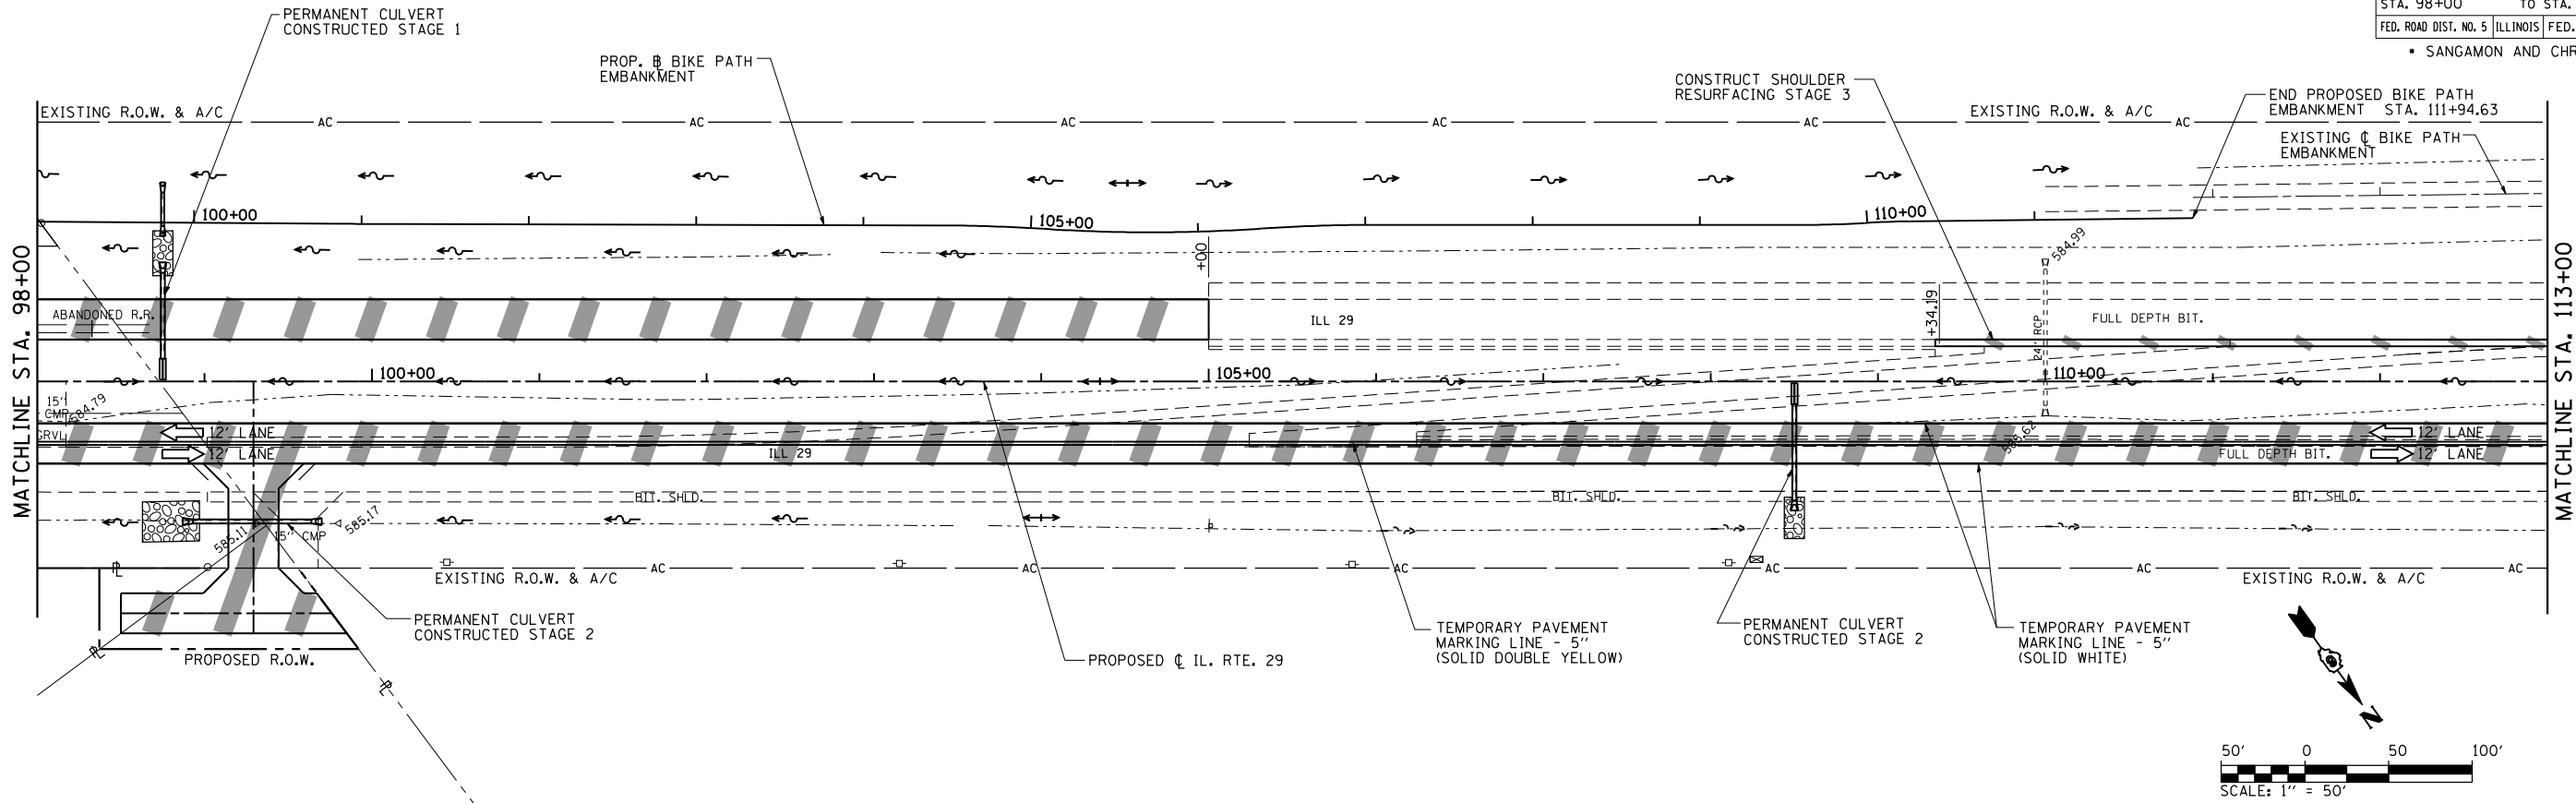 STA. 98+00 TO STA.
FED. ROAD DIST. NO. 5 ILLINOIS FED.
* SANGAMON AND CHR
PERMANENT CULVERT
CONSTRUCTED STAGE 1
PROP. ℄ BIKE PATH
EMBANKMENT
CONSTRUCT SHOULDER
RESURFACING STAGE 3
END PROPOSED BIKE PATH
EMBANKMENT STA. 111+94.63
EXISTING ℄ BIKE PATH
EMBANKMENT
EXISTING R.O.W. & A/C
AC AC AC AC AC AC
EXISTING R.O.W. & A/C
100+00
105+00
110+00
+00
584.99
MATCHLINE STA. 98+00
MATCHLINE STA. 113+00
ABANDONED R.R.
ILL 29
+34.19
24" RCP
FULL DEPTH BIT.
100+00
105+00
110+00
15"
CMP
584.79
GRVL
12' LANE
12' LANE
ILL 29
12' LANE
FULL DEPTH BIT. 12' LANE
BIT. SHLD.
BIT. SHLD.
BIT. SHLD.
585.11
15" CMP
585.17
PL
EXISTING R.O.W. & A/C
AC AC AC AC AC AC
EXISTING R.O.W. & A/C
PERMANENT CULVERT
CONSTRUCTED STAGE 2
PL
PROPOSED R.O.W.
PL
PROPOSED ℄ IL. RTE. 29
TEMPORARY PAVEMENT
MARKING LINE - 5"
(SOLID DOUBLE YELLOW)
PERMANENT CULVERT
CONSTRUCTED STAGE 2
TEMPORARY PAVEMENT
MARKING LINE - 5"
(SOLID WHITE)
N
50' 0 50 100'
SCALE: 1" = 50'